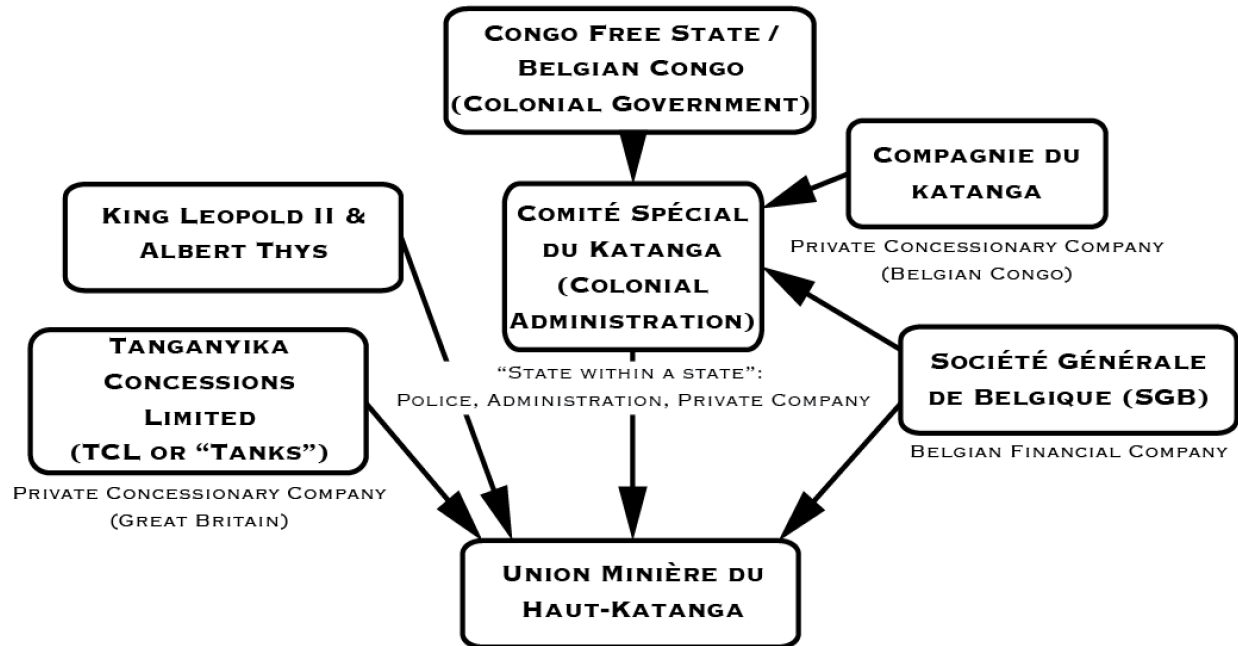 Congo Free State /
Belgian Congo
(Colonial Government)
Compagnie du
katanga
Private Concessionary Company
(Belgian Congo)
King Leopold II &
Albert Thys
Comité Spécial
du Katanga
(Colonial
Administration)
“State within a state”:
Police, Administration, Private Company
Tanganyika
Concessions
Limited
(TCL or “Tanks”)
Private Concessionary Company
(Great Britain)
Société Générale
de Belgique (SGB)
Belgian Financial Company
Union Minière du
Haut-Katanga